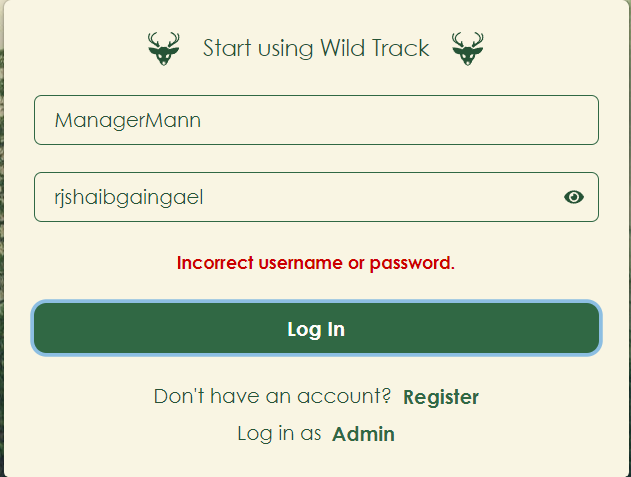 Start using Wild Track
ManagerMann
rjshaibgaingael
Incorrect username or password.
Log In
Don't have an account? Register
Log in as Admin